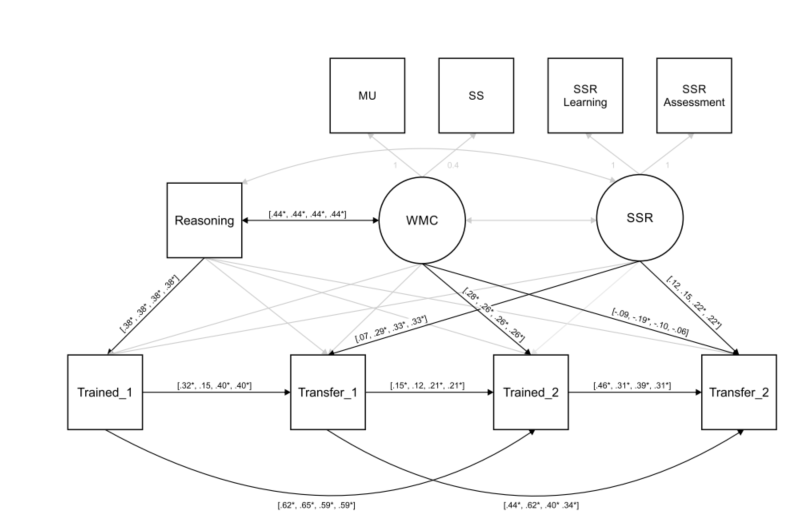 MU
SS
SSR
Learning
SSR
Assessment
1
0.4
1
1
Reasoning
[.44*, .44*, .44*, .44*]
WMC
SSR
[.38*, .38*, .38*, .38*]
[.28*, .26*, .26*, .26*]
[.12, .15, .22*, .22*]
[.07, .29*, .33*, .33*]
[-.09, -.19*, -.10, -.06]
Trained_1
[.32*, .15, .40*, .40*]
Transfer_1
[.15*, .12, .21*, .21*]
Trained_2
[.46*, .31*, .39*, .31*]
Transfer_2
[.62*, .65*, .59*, .59*]
[.44*, .62*, .40* .34*]